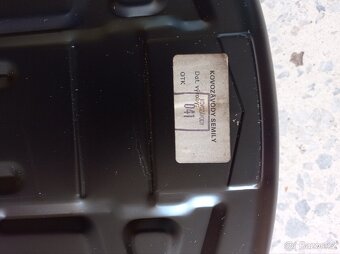 KOVOZÁVODY SEMILY
Dat. výroby
OTK
041